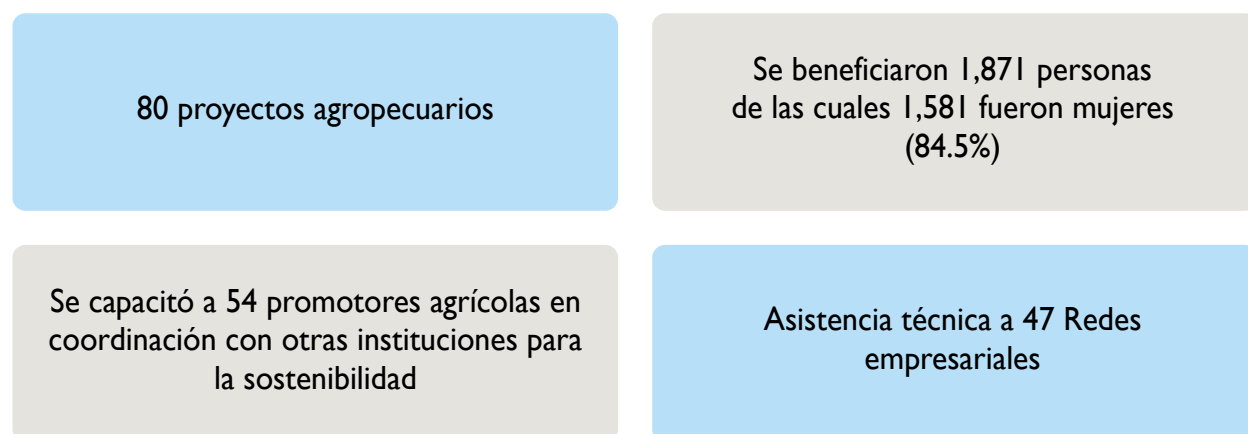 80 proyectos agropecuarios
Se beneficiaron 1,871 personas
de las cuales 1,581 fueron mujeres
(84.5%)
Se capacitó a 54 promotores agrícolas en
coordinación con otras instituciones para
la sostenibilidad
Asistencia técnica a 47 Redes
empresariales